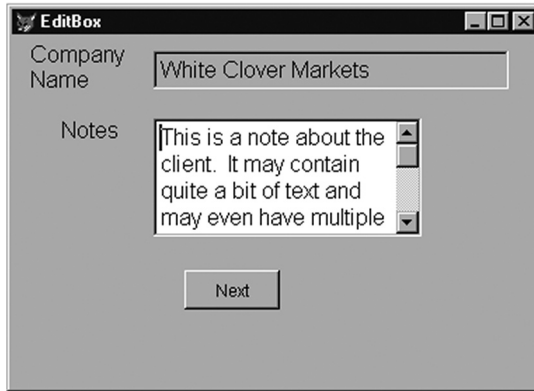 EditBox
Company
Name
White Clover Markets
Notes
This is a note about the
client. It may contain
quite a bit of text and
may even have multiple
Next